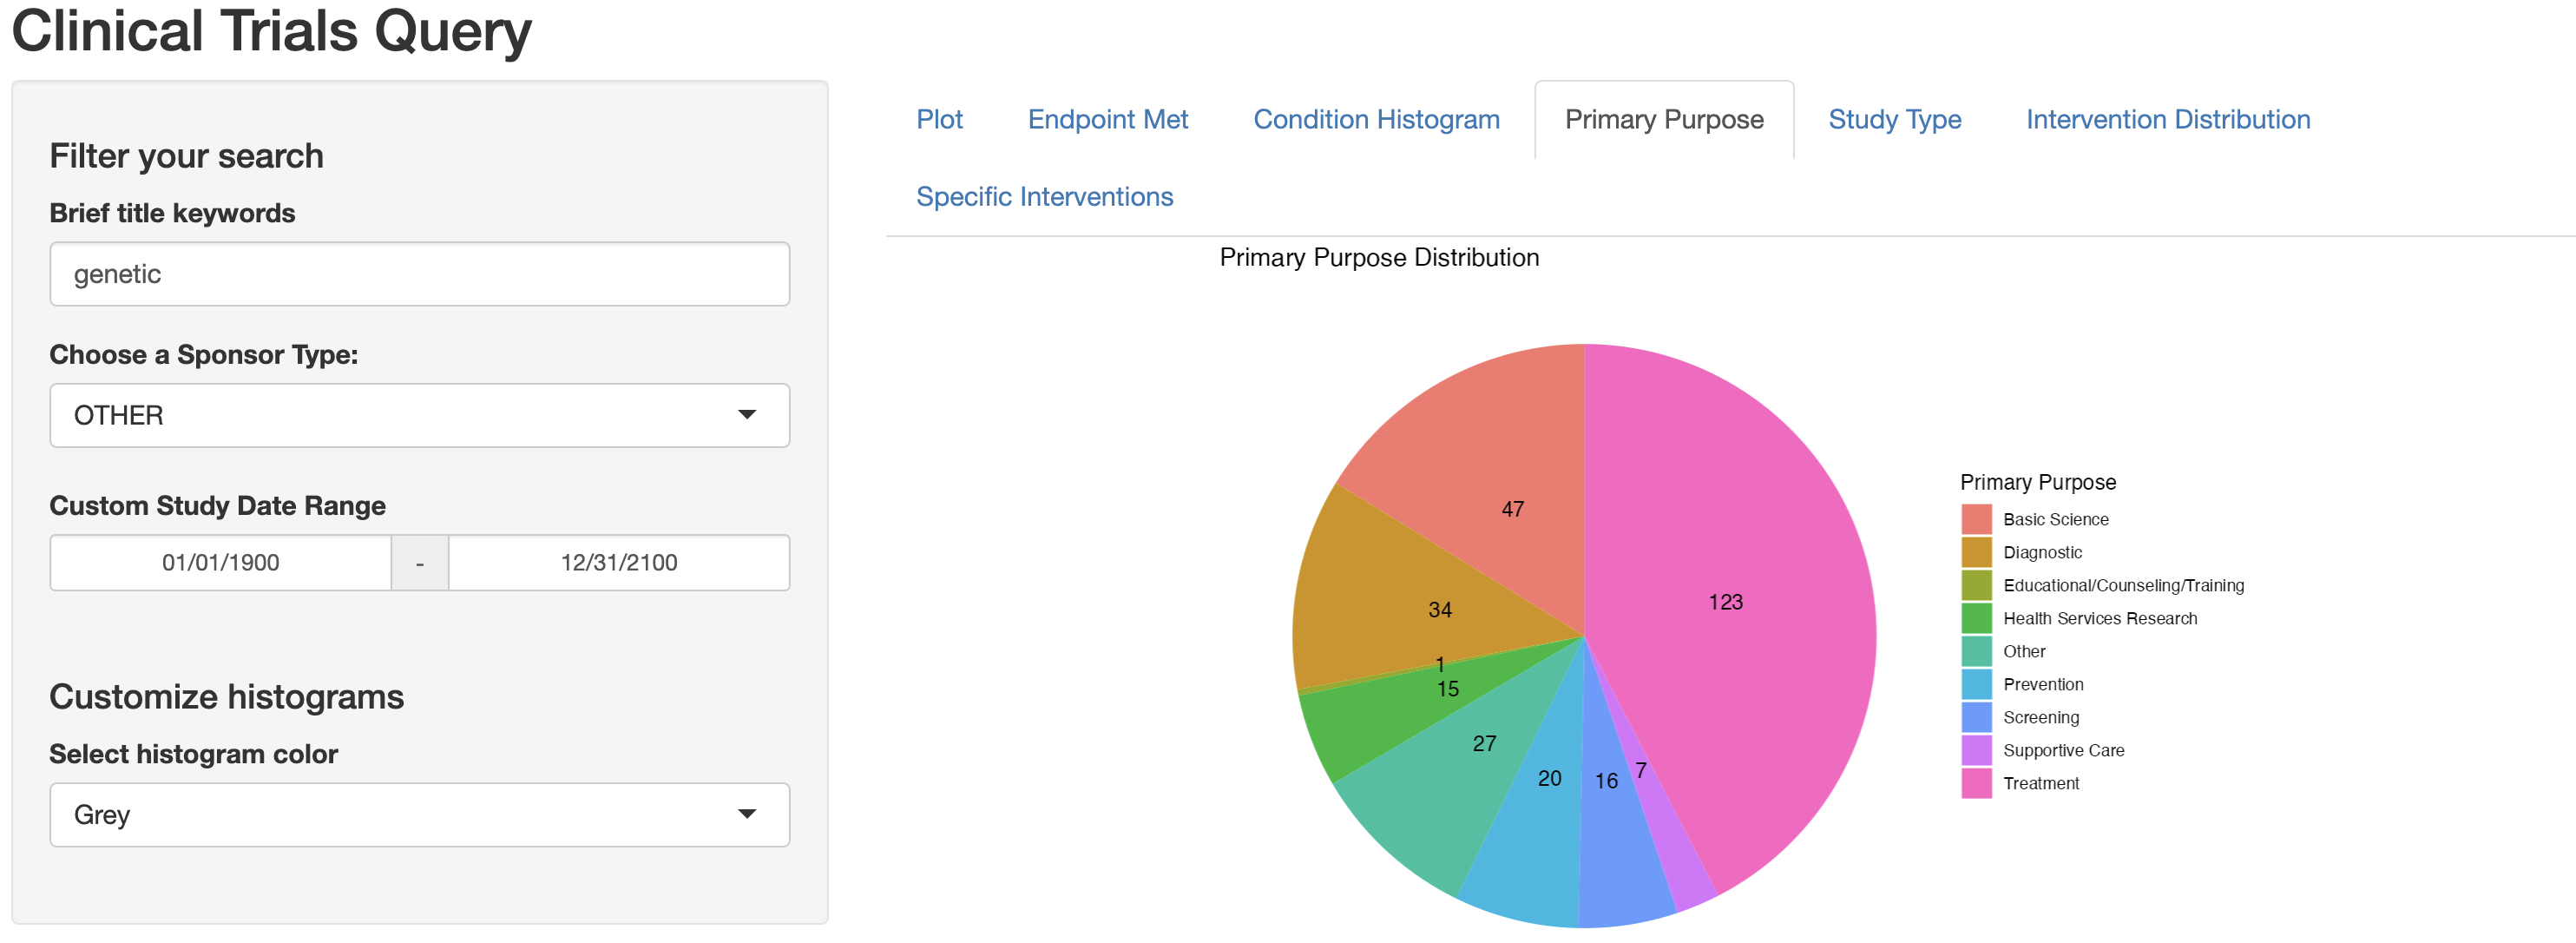 Clinical Trials Query
Filter your search
Brief title keywords
genetic
Choose a Sponsor Type:
OTHER
Custom Study Date Range
01/01/1900 - 12/31/2100
Customize histograms
Select histogram color
Grey
Plot Endpoint Met Condition Histogram Primary Purpose Study Type Intervention Distribution
Specific Interventions
Primary Purpose Distribution
47
123
34
1
15
27
20
16
7
Primary Purpose
Basic Science
Diagnostic
Educational/Counseling/Training
Health Services Research
Other
Prevention
Screening
Supportive Care
Treatment